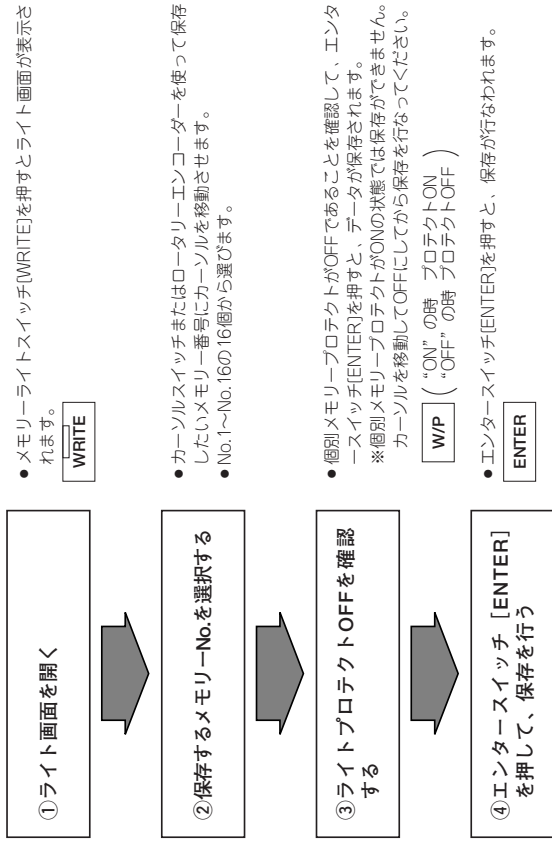 ①ライト画面を開く
●メモリーライトスイッチ[WRITE]を押すとライト画面が表示さ
れます。
WRITE
②保存するメモリーNo.を選択する
●カーソルスイッチまたはロータリーエンコーダーを使って保存
したいメモリー番号にカーソルを移動させます。
●No.1～No.16の16個から選びます。
③ライトプロテクトOFFを確認
する
●個別メモリープロテクトがOFFであることを確認して、エンタ
ースイッチ[ENTER]を押すと、データが保存されます。
※個別メモリープロテクトがONの状態では保存ができません。
カーソルを移動してOFFにしてから保存を行なってください。
W/P
(“ON”の時 プロテクトON
“OFF”の時 プロテクトOFF)
④エンタースイッチ［ENTER］
を押して、保存を行う
●エンタースイッチ[ENTER]を押すと、保存が行なわれます。
ENTER